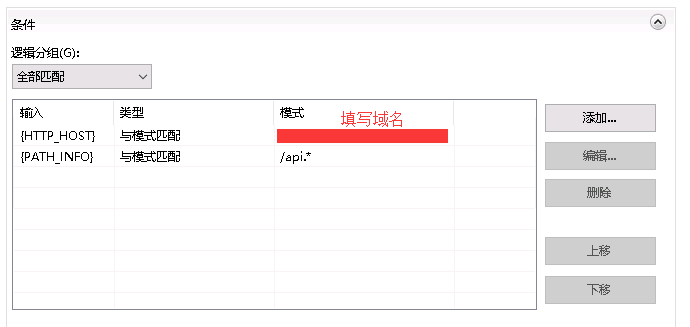 条件
逻辑分组(G):
全部匹配
输入 类型 模式
填写域名
{HTTP_HOST} 与模式匹配
{PATH_INFO} 与模式匹配 /api.*
添加...
编辑...
删除
上移
下移